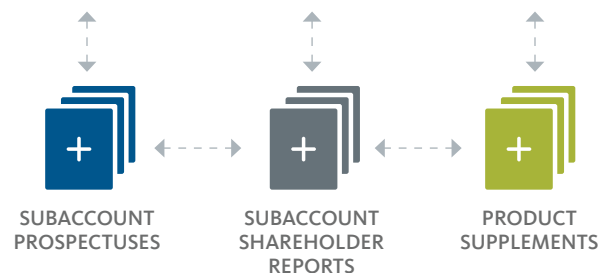 SUBACCOUNT
PROSPECTUSES
SUBACCOUNT
SHAREHOLDER
REPORTS
PRODUCT
SUPPLEMENTS